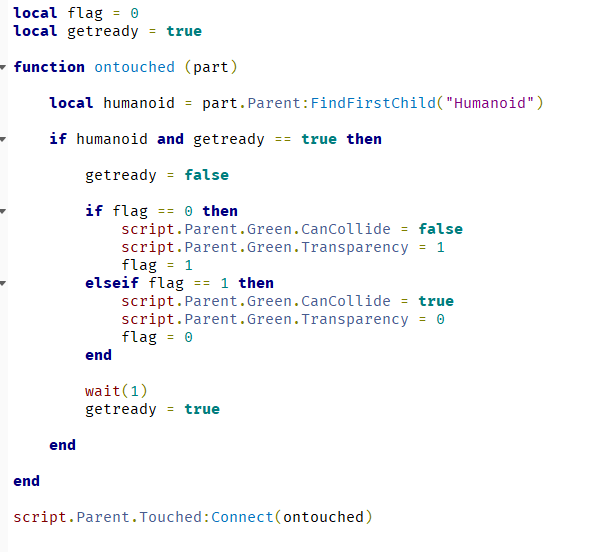 local flag = 0
local getready = true
function ontouched (part)
local humanoid = part.Parent:FindFirstChild("Humanoid")
if humanoid and getready == true then
getready = false
if flag == 0 then
script.Parent.Green.CanCollide = false
script.Parent.Green.Transparency = 1
flag = 1
elseif flag == 1 then
script.Parent.Green.CanCollide = true
script.Parent.Green.Transparency = 0
flag = 0
end
wait(1)
getready = true
end
end
script.Parent.Touched:Connect(ontouched)